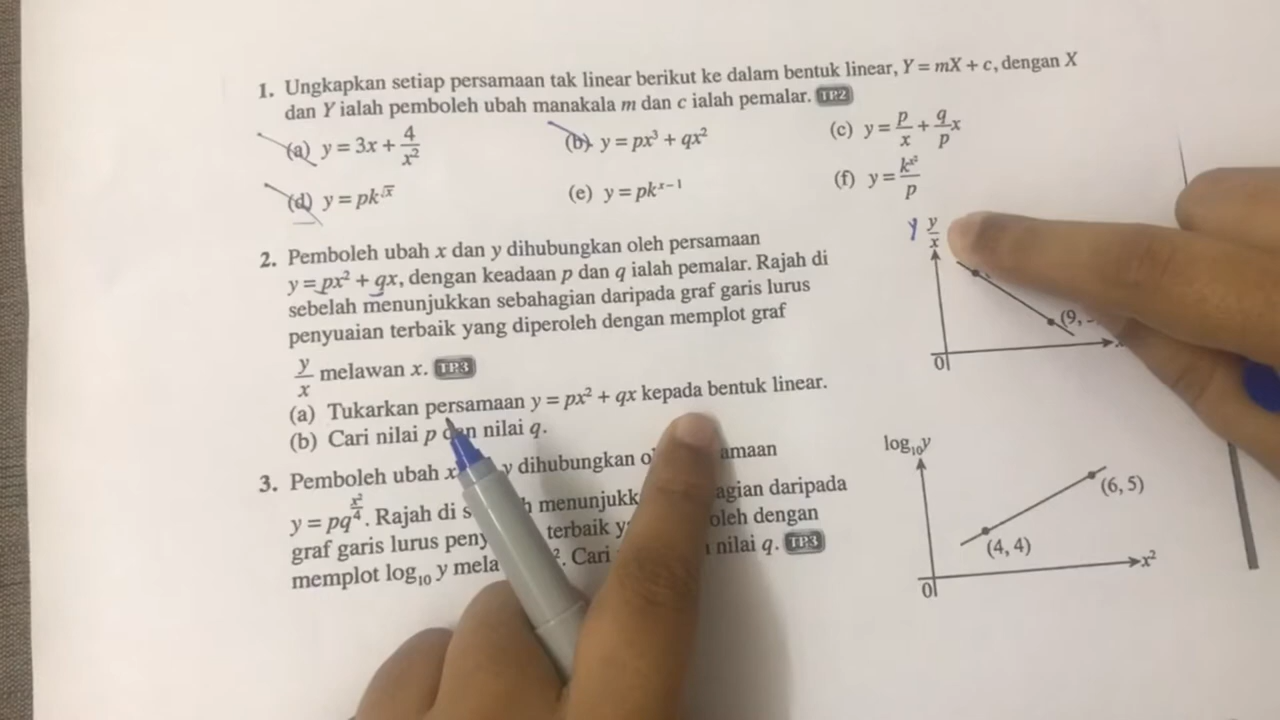 1. Ungkapkan setiap persamaan tak linear berikut ke dalam bentuk linear, Y = mX + c, dengan X
dan Y ialah pemboleh ubah manakala m dan c ialah pemalar. TP2
(a) y = 3x + 4/x²
(b) y = px³ + qx²
(c) y = p/x + q/p x
(d) y = pk^√x
(e) y = pk^(x−1)
(f) y = k^(x²)/p
2. Pemboleh ubah x dan y dihubungkan oleh persamaan
y = px² + qx, dengan keadaan p dan q ialah pemalar. Rajah di
sebelah menunjukkan sebahagian daripada graf garis lurus
penyuaian terbaik yang diperoleh dengan memplot graf
y/x melawan x. TP3
(a) Tukarkan persamaan y = px² + qx kepada bentuk linear.
(b) Cari nilai p dan nilai q.
Y y/x
(9,
0
3. Pemboleh ubah x y dihubungkan amaan
y = pq^(x²/4). Rajah di menunjukk agian daripada
graf garis lurus terbaik oleh dengan
memplot log₁₀ y mela ². Cari nilai q. TP3
log₁₀y
(6, 5)
(4, 4)
0
x²